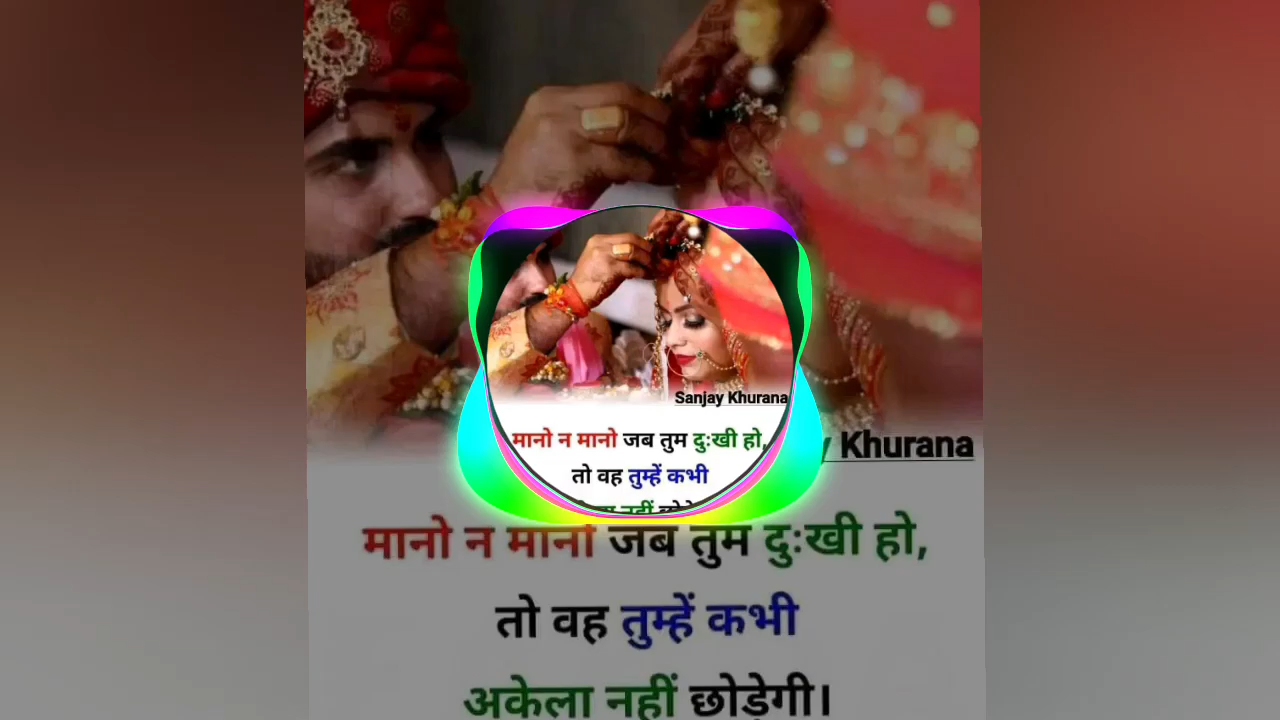 Sanjay Khurana
मानो न मानो जब तुम दुःखी हो,
तो वह तुम्हें कभी
Khurana
मानो न मानो जब तुम दुःखी हो,
तो वह तुम्हें कभी
अकेला नहीं छोड़ेगी।